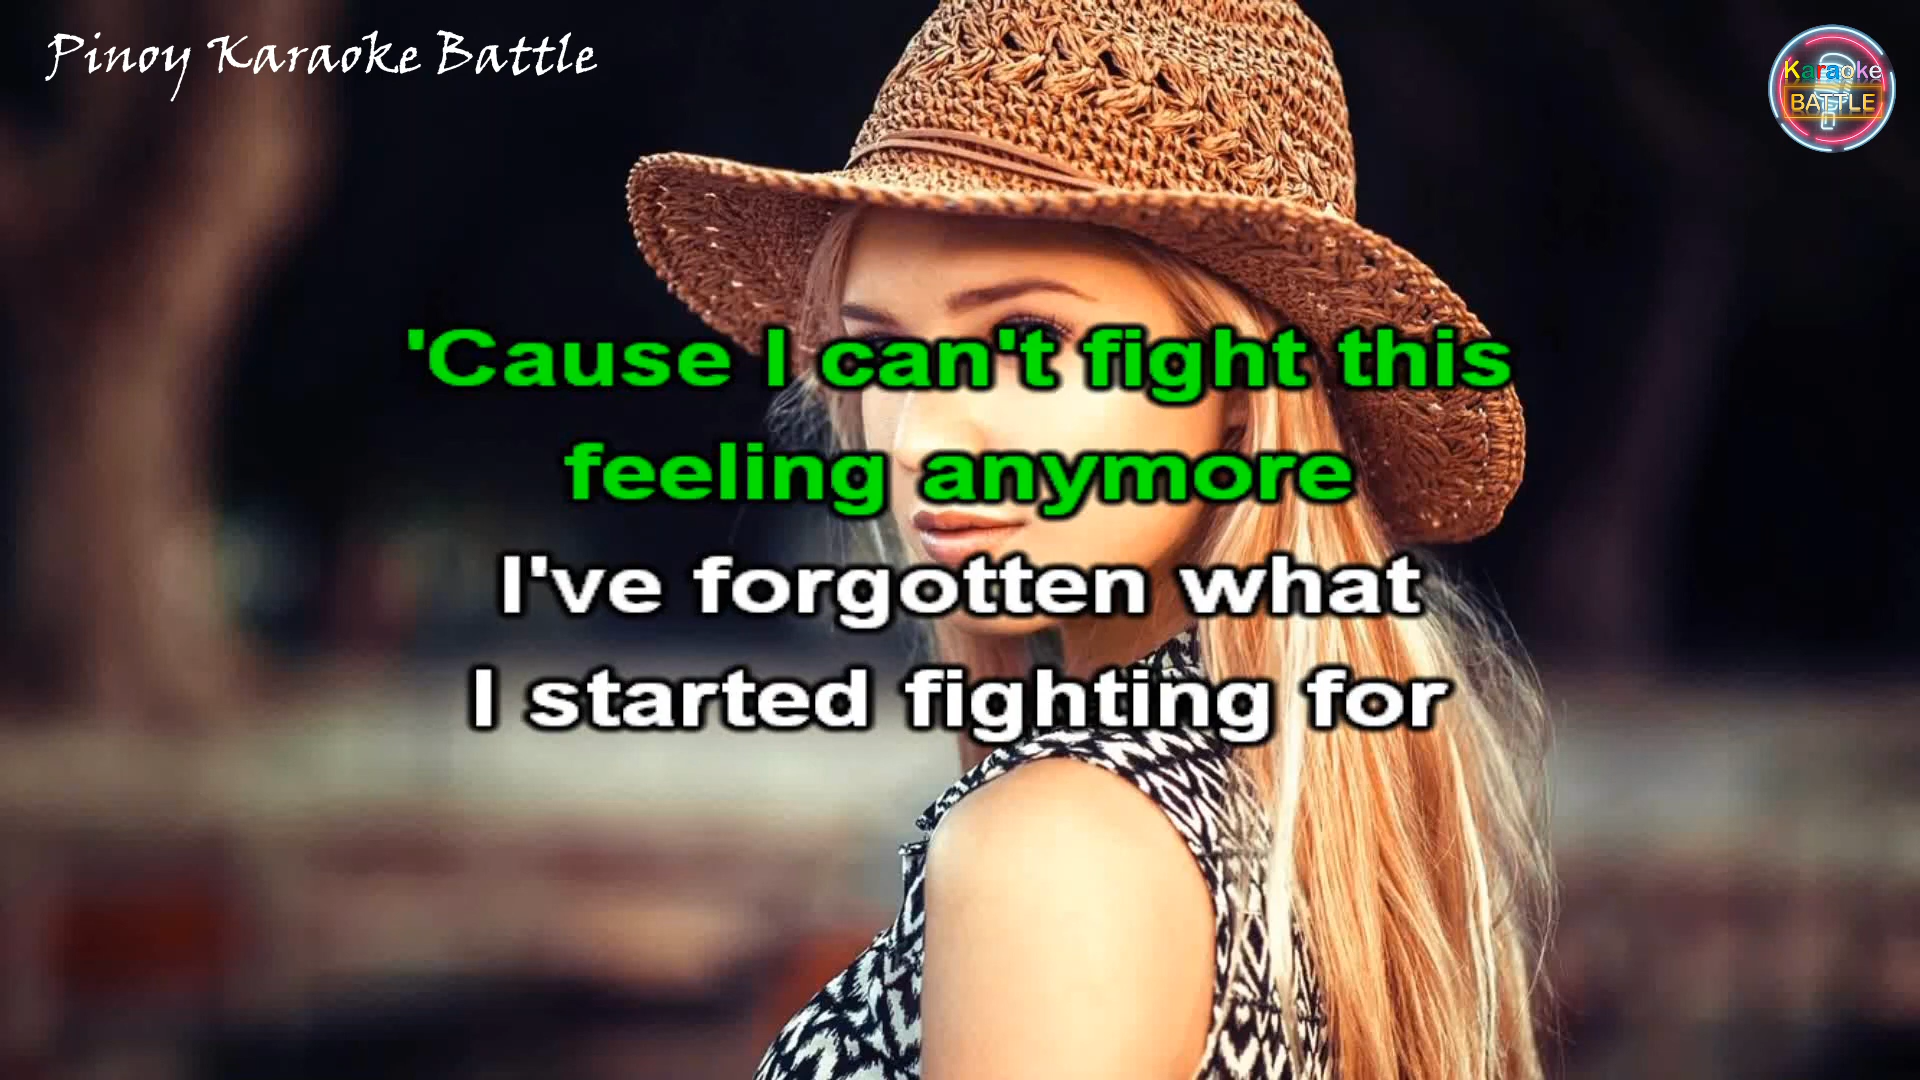 Pinoy Karaoke Battle
Karaoke
BATTLE
'Cause I can't fight this
feeling anymore
I've forgotten what
I started fighting for